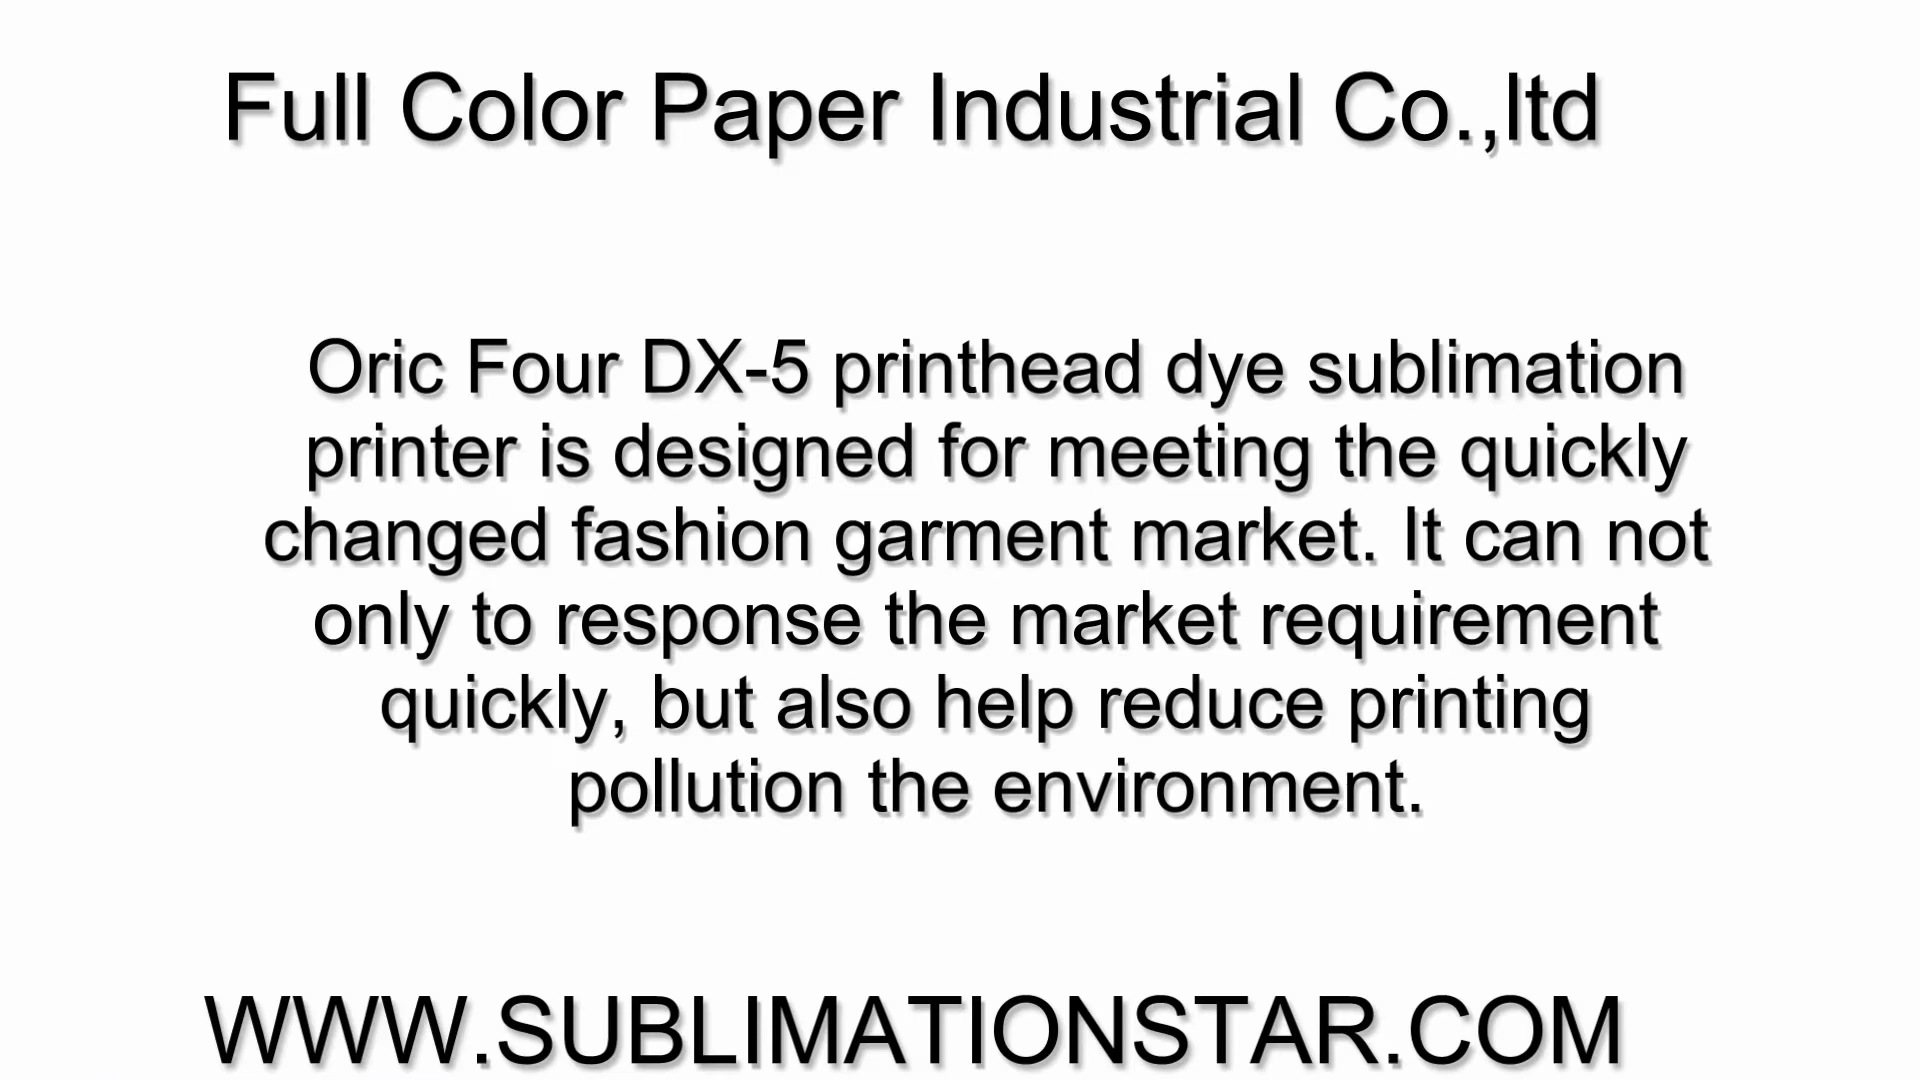 Full Color Paper Industrial Co.,ltd
Oric Four DX-5 printhead dye sublimation
printer is designed for meeting the quickly
changed fashion garment market. It can not
only to response the market requirement
quickly, but also help reduce printing
pollution the environment.
WWW.SUBLIMATIONSTAR.COM